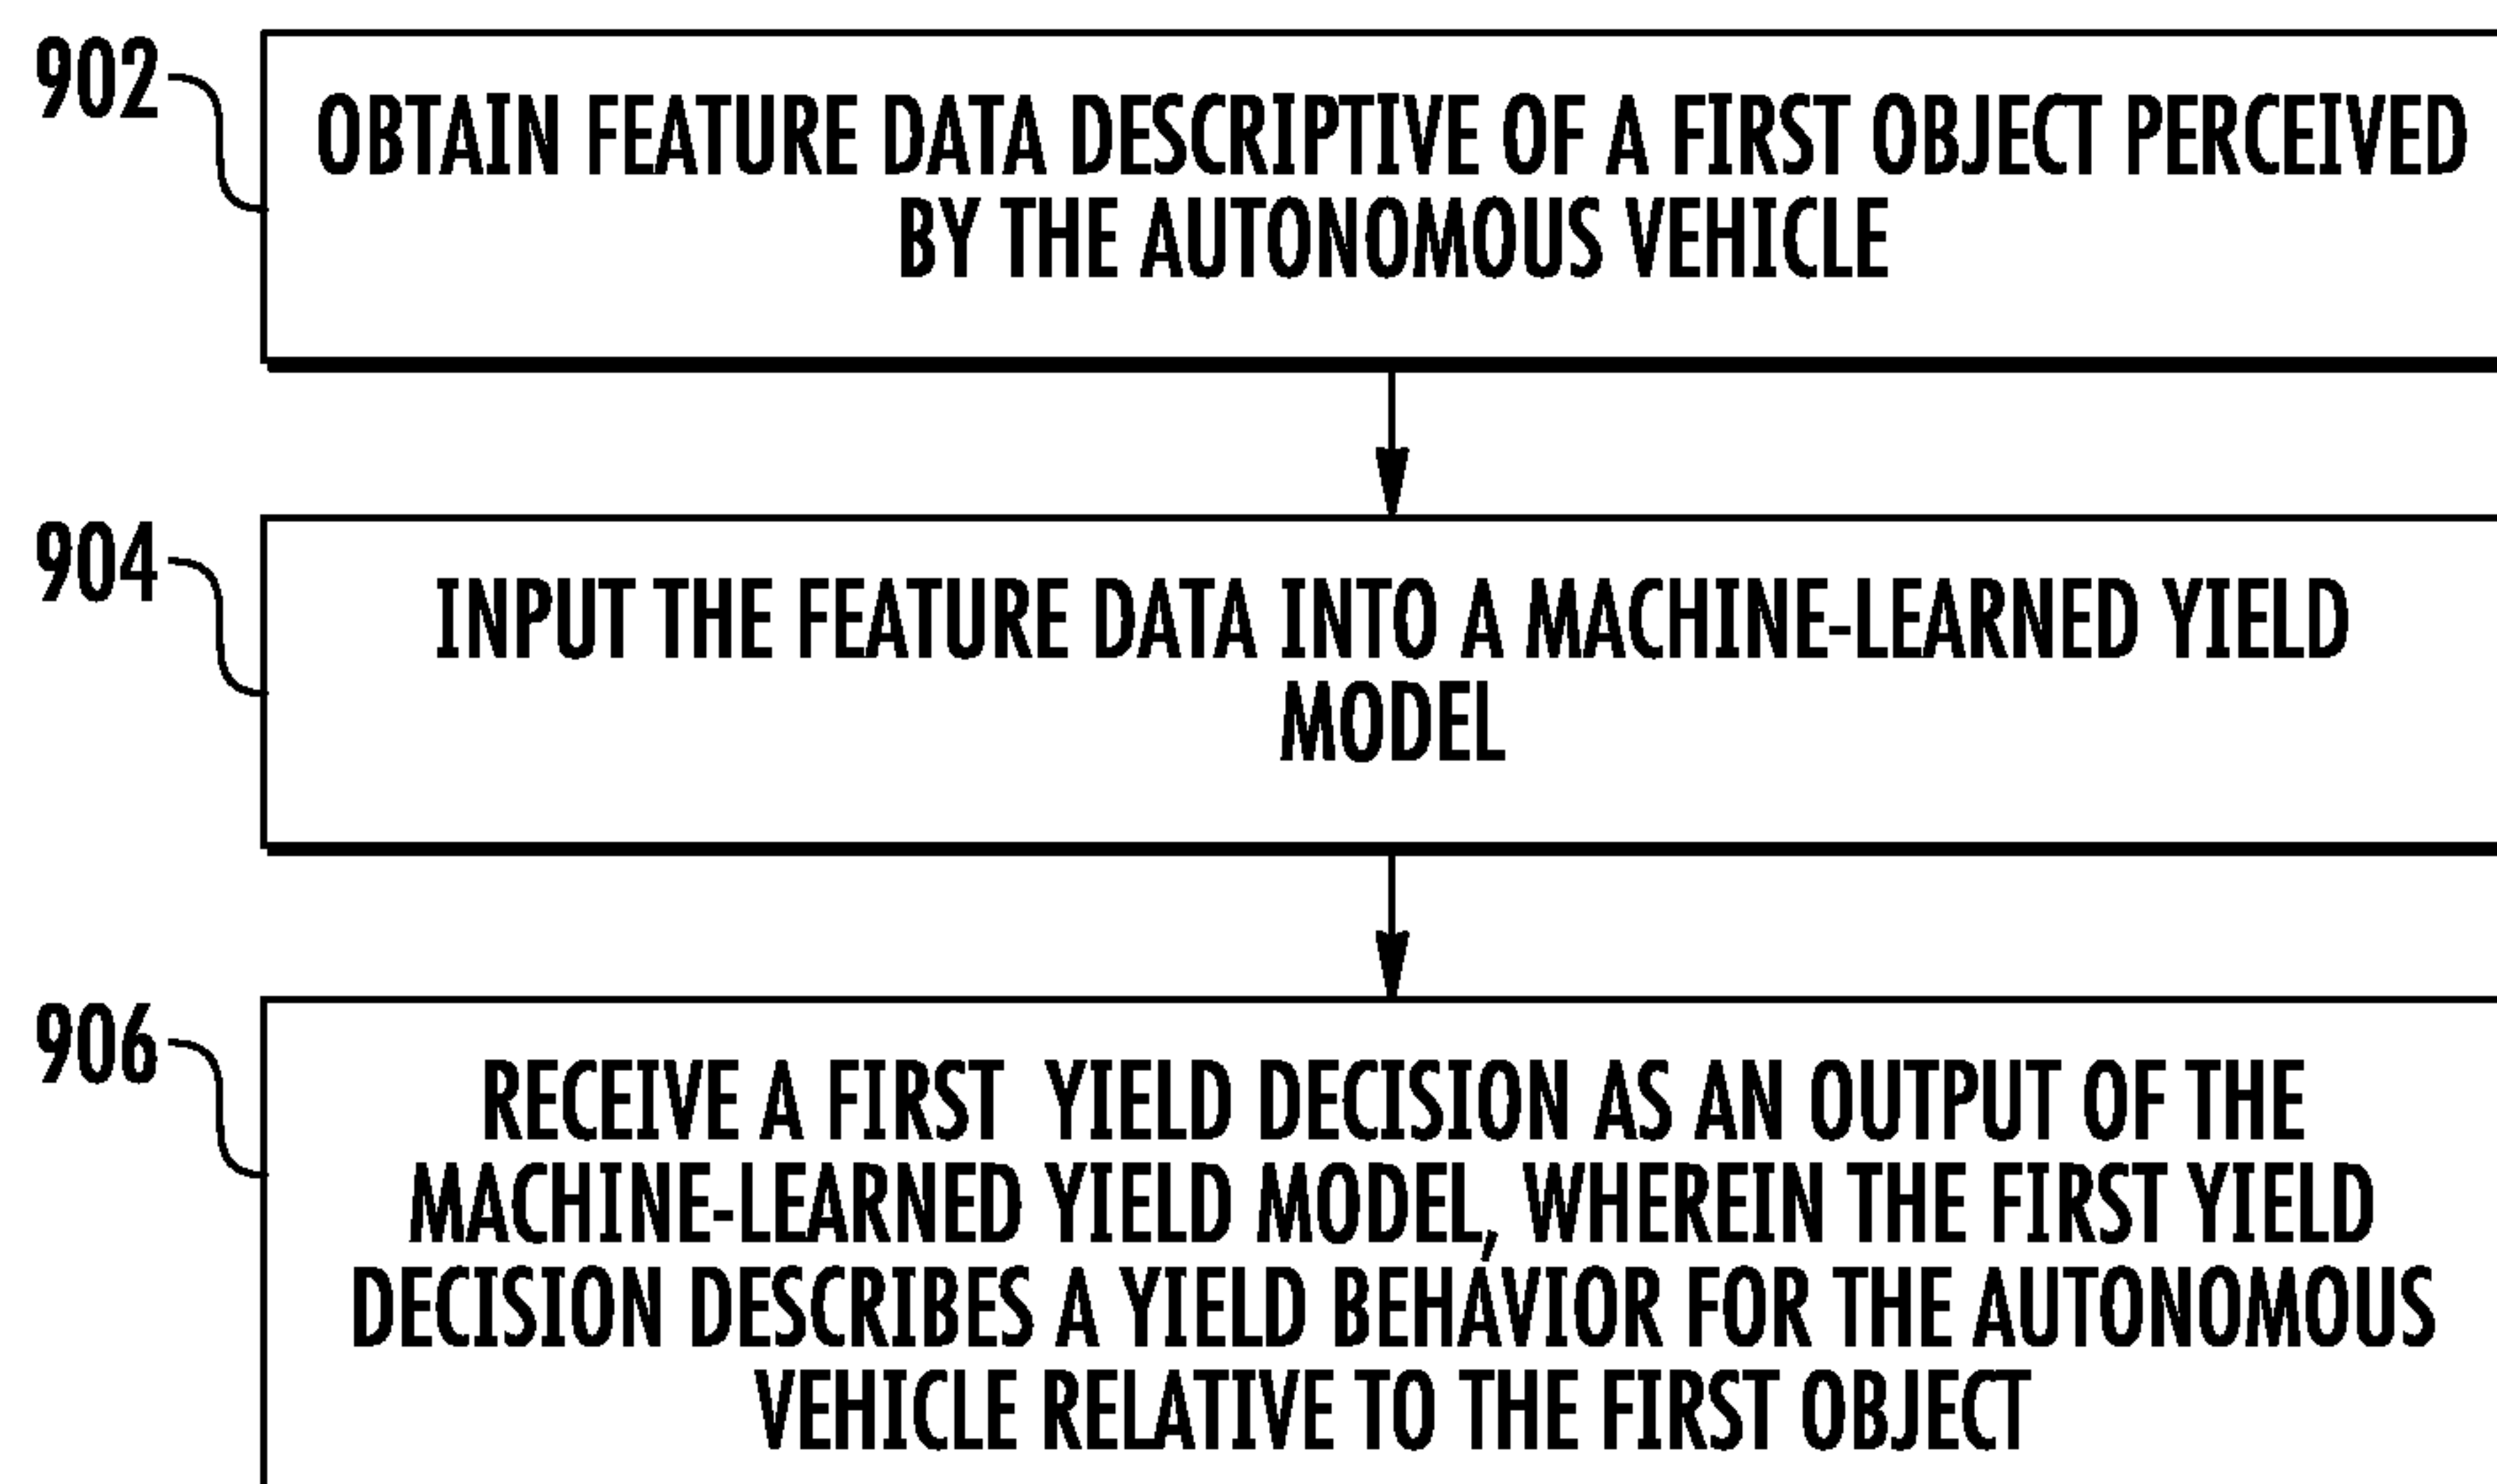 902
OBTAIN FEATURE DATA DESCRIPTIVE OF A FIRST OBJECT PERCEIVED
BY THE AUTONOMOUS VEHICLE
904
INPUT THE FEATURE DATA INTO A MACHINE-LEARNED YIELD
MODEL
906
RECEIVE A FIRST YIELD DECISION AS AN OUTPUT OF THE
MACHINE-LEARNED YIELD MODEL, WHEREIN THE FIRST YIELD
DECISION DESCRIBES A YIELD BEHAVIOR FOR THE AUTONOMOUS
VEHICLE RELATIVE TO THE FIRST OBJECT